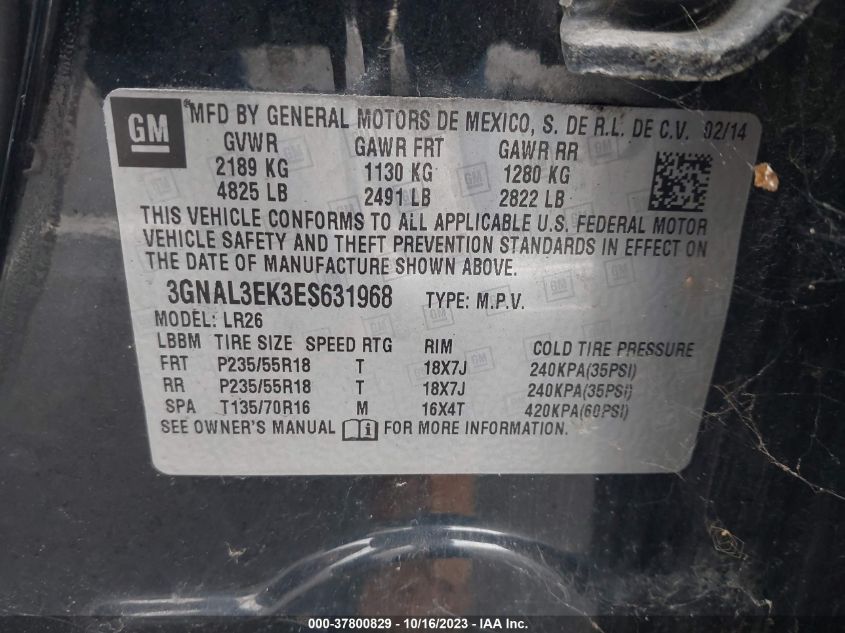 GM
®MFD BY GENERAL MOTORS DE MEXICO, S. DE R.L. DE C.V. 02/14
GVWR GAWR FRT GAWR RR
2189 KG 1130 KG 1280 KG
4825 LB 2491 LB 2822 LB
THIS VEHICLE CONFORMS TO ALL APPLICABLE U.S. FEDERAL MOTOR
VEHICLE SAFETY AND THEFT PREVENTION STANDARDS IN EFFECT ON
THE DATE OF MANUFACTURE SHOWN ABOVE.
3GNAL3EK3ES631968 TYPE: M.P.V.
MODEL: LR26
LBBM TIRE SIZE SPEED RTG RIM COLD TIRE PRESSURE
FRT P235/55R18 T 18X7J 240KPA(35PSI)
RR P235/55R18 T 18X7J 240KPA(35PSI)
SPA T135/70R16 M 16X4T 420KPA(60PSI)
SEE OWNER'S MANUAL i FOR MORE INFORMATION.
000-37800829 - 10/16/2023 - IAA Inc.